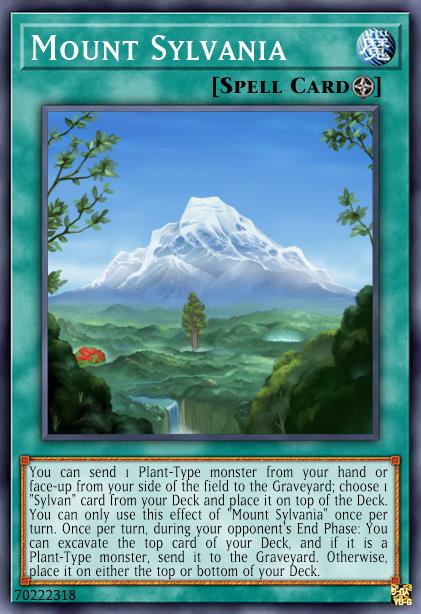 Mount Sylvania
魔
[Spell Card]
You can send 1 Plant-Type monster from your hand or
face-up from your side of the field to the Graveyard; choose 1
"Sylvan" card from your Deck and place it on top of the Deck.
You can only use this effect of "Mount Sylvania" once per
turn. Once per turn, during your opponent's End Phase: You
can excavate the top card of your Deck, and if it is a
Plant-Type monster, send it to the Graveyard. Otherwise,
place it on either the top or bottom of your Deck.
70222318